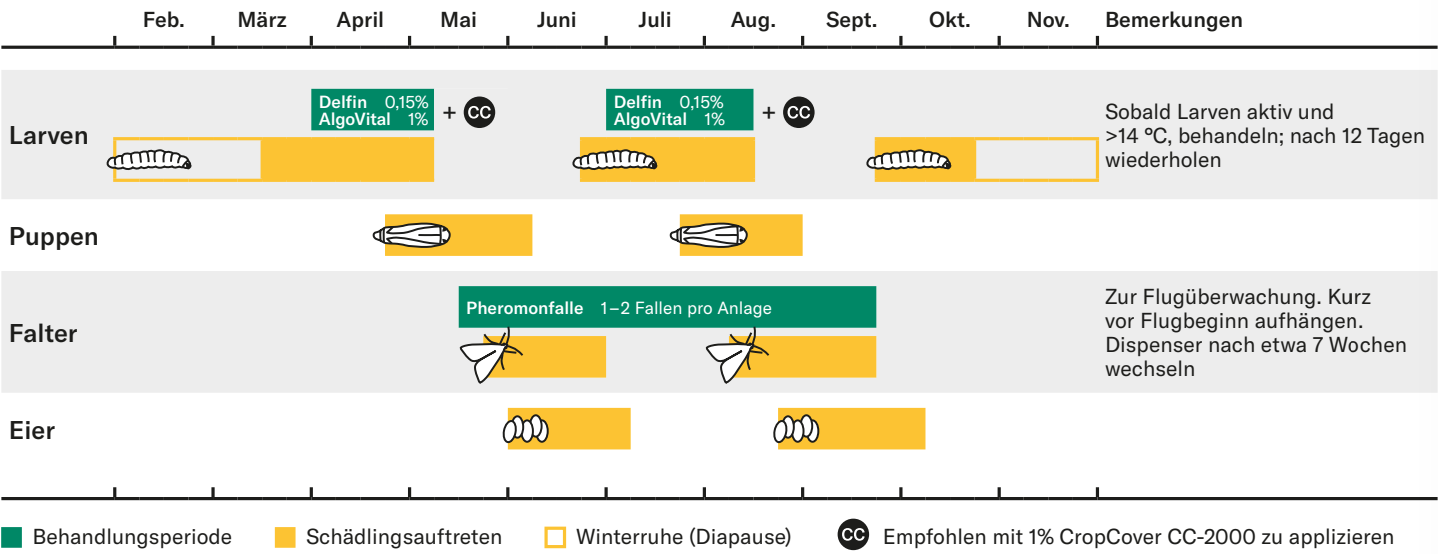 Feb. März April Mai Juni Juli Aug. Sept. Okt. Nov. Bemerkungen
Larven
Delfin 0,15%
AlgoVital 1%
+ CC
Delfin 0,15%
AlgoVital 1%
+ CC
Sobald Larven aktiv und
>14 °C, behandeln; nach 12 Tagen
wiederholen
Puppen
Falter
Pheromonfalle 1–2 Fallen pro Anlage
Zur Flugüberwachung. Kurz
vor Flugbeginn aufhängen.
Dispenser nach etwa 7 Wochen
wechseln
Eier
Behandlungsperiode Schädlingsauftreten Winterruhe (Diapause) CC Empfohlen mit 1% CropCover CC-2000 zu applizieren